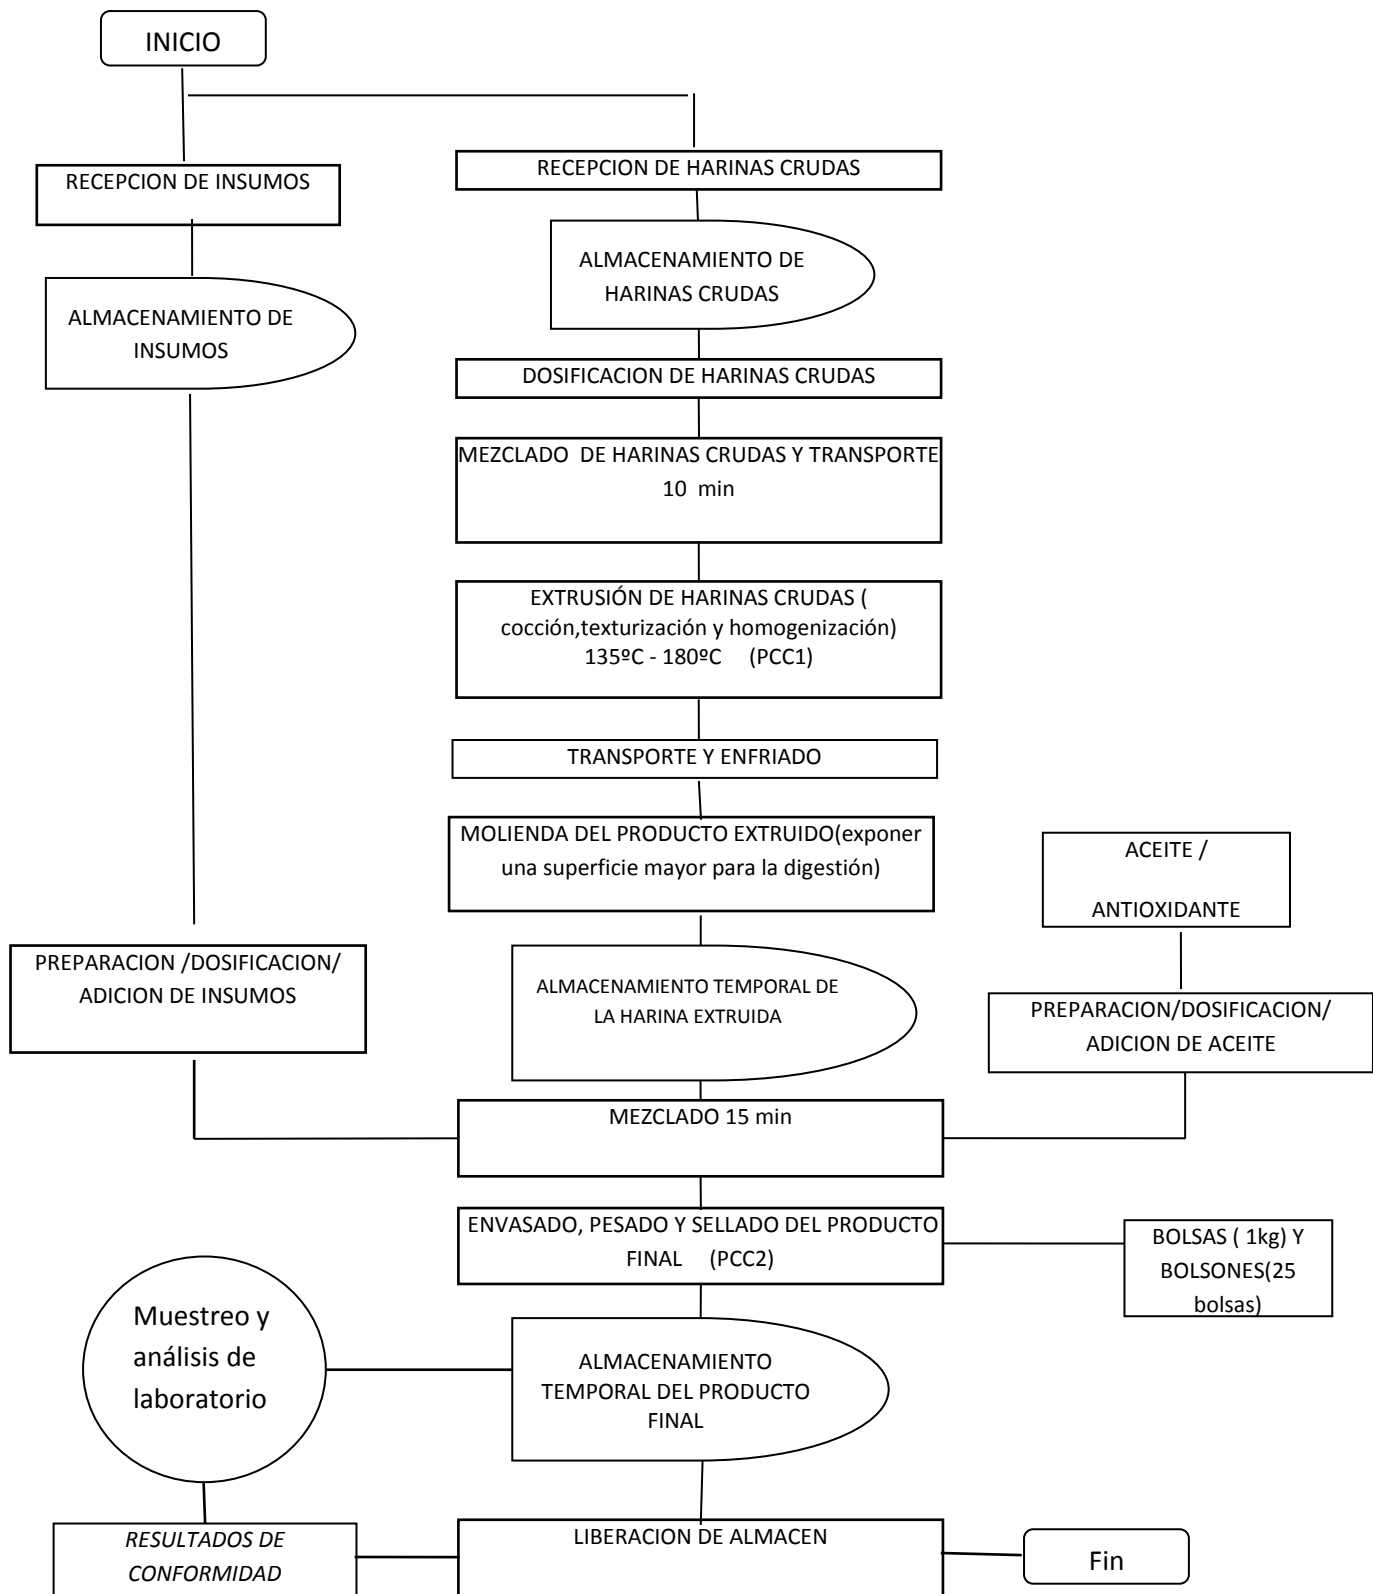 INICIO
RECEPCION DE INSUMOS
RECEPCION DE HARINAS CRUDAS
ALMACENAMIENTO DE
INSUMOS
ALMACENAMIENTO DE
HARINAS CRUDAS
DOSIFICACION DE HARINAS CRUDAS
MEZCLADO DE HARINAS CRUDAS Y TRANSPORTE
10 min
EXTRUSIÓN DE HARINAS CRUDAS (
cocción,texturización y homogenización)
135ºC - 180ºC (PCC1)
TRANSPORTE Y ENFRIADO
MOLIENDA DEL PRODUCTO EXTRUIDO(exponer
una superficie mayor para la digestión)
ACEITE /
ANTIOXIDANTE
PREPARACION /DOSIFICACION/
ADICION DE INSUMOS
ALMACENAMIENTO TEMPORAL DE
LA HARINA EXTRUIDA
PREPARACION/DOSIFICACION/
ADICION DE ACEITE
MEZCLADO 15 min
ENVASADO, PESADO Y SELLADO DEL PRODUCTO
FINAL (PCC2)
BOLSAS ( 1kg) Y
BOLSONES(25
bolsas)
Muestreo y
análisis de
laboratorio
ALMACENAMIENTO
TEMPORAL DEL PRODUCTO
FINAL
RESULTADOS DE
CONFORMIDAD
LIBERACION DE ALMACEN
Fin